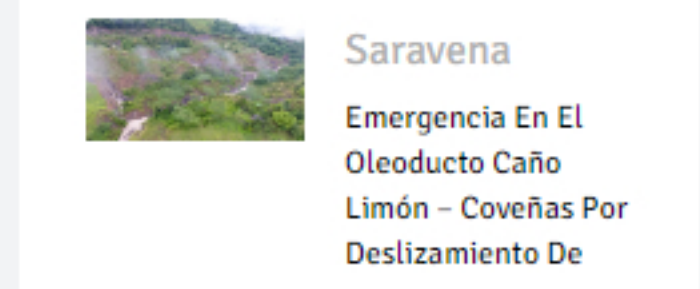 Saravena
Emergencia En El
Oleoducto Caño
Limón – Coveñas Por
Deslizamiento De